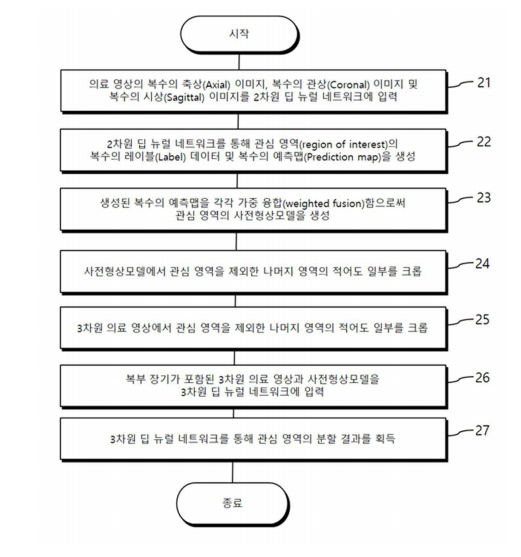 시작
의료 영상의 복수의 축상(Axial) 이미지, 복수의 관상(Coronal) 이미지 및
복수의 시상(Sagittal) 이미지를 2차원 딥 뉴럴 네트워크에 입력
21
2차원 딥 뉴럴 네트워크를 통해 관심 영역(region of interest)의
복수의 레이블(Label) 데이터 및 복수의 예측맵(Prediction map)을 생성
22
생성된 복수의 예측맵을 각각 가중 융합(weighted fusion)함으로써
관심 영역의 사전형상모델을 생성
23
사전형상모델에서 관심 영역을 제외한 나머지 영역의 적어도 일부를 크롭
24
3차원 의료 영상에서 관심 영역을 제외한 나머지 영역의 적어도 일부를 크롭
25
복부 장기가 포함된 3차원 의료 영상과 사전형상모델을
3차원 딥 뉴럴 네트워크에 입력
26
3차원 딥 뉴럴 네트워크를 통해 관심 영역의 분할 결과를 획득
27
종료